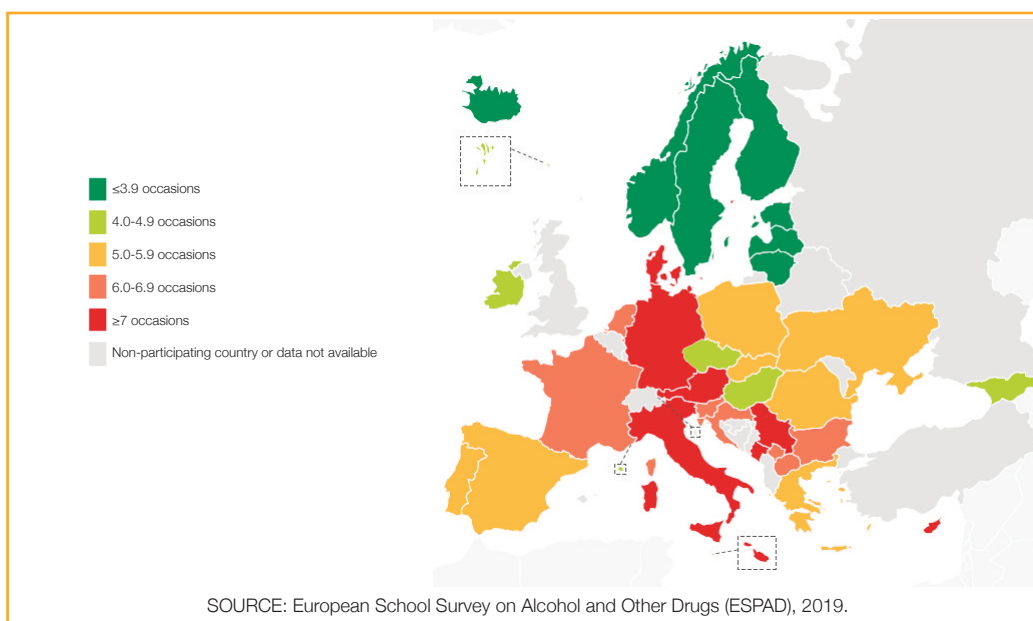 ≤3.9 occasions
4.0-4.9 occasions
5.0-5.9 occasions
6.0-6.9 occasions
≥7 occasions
Non-participating country or data not available
SOURCE: European School Survey on Alcohol and Other Drugs (ESPAD), 2019.